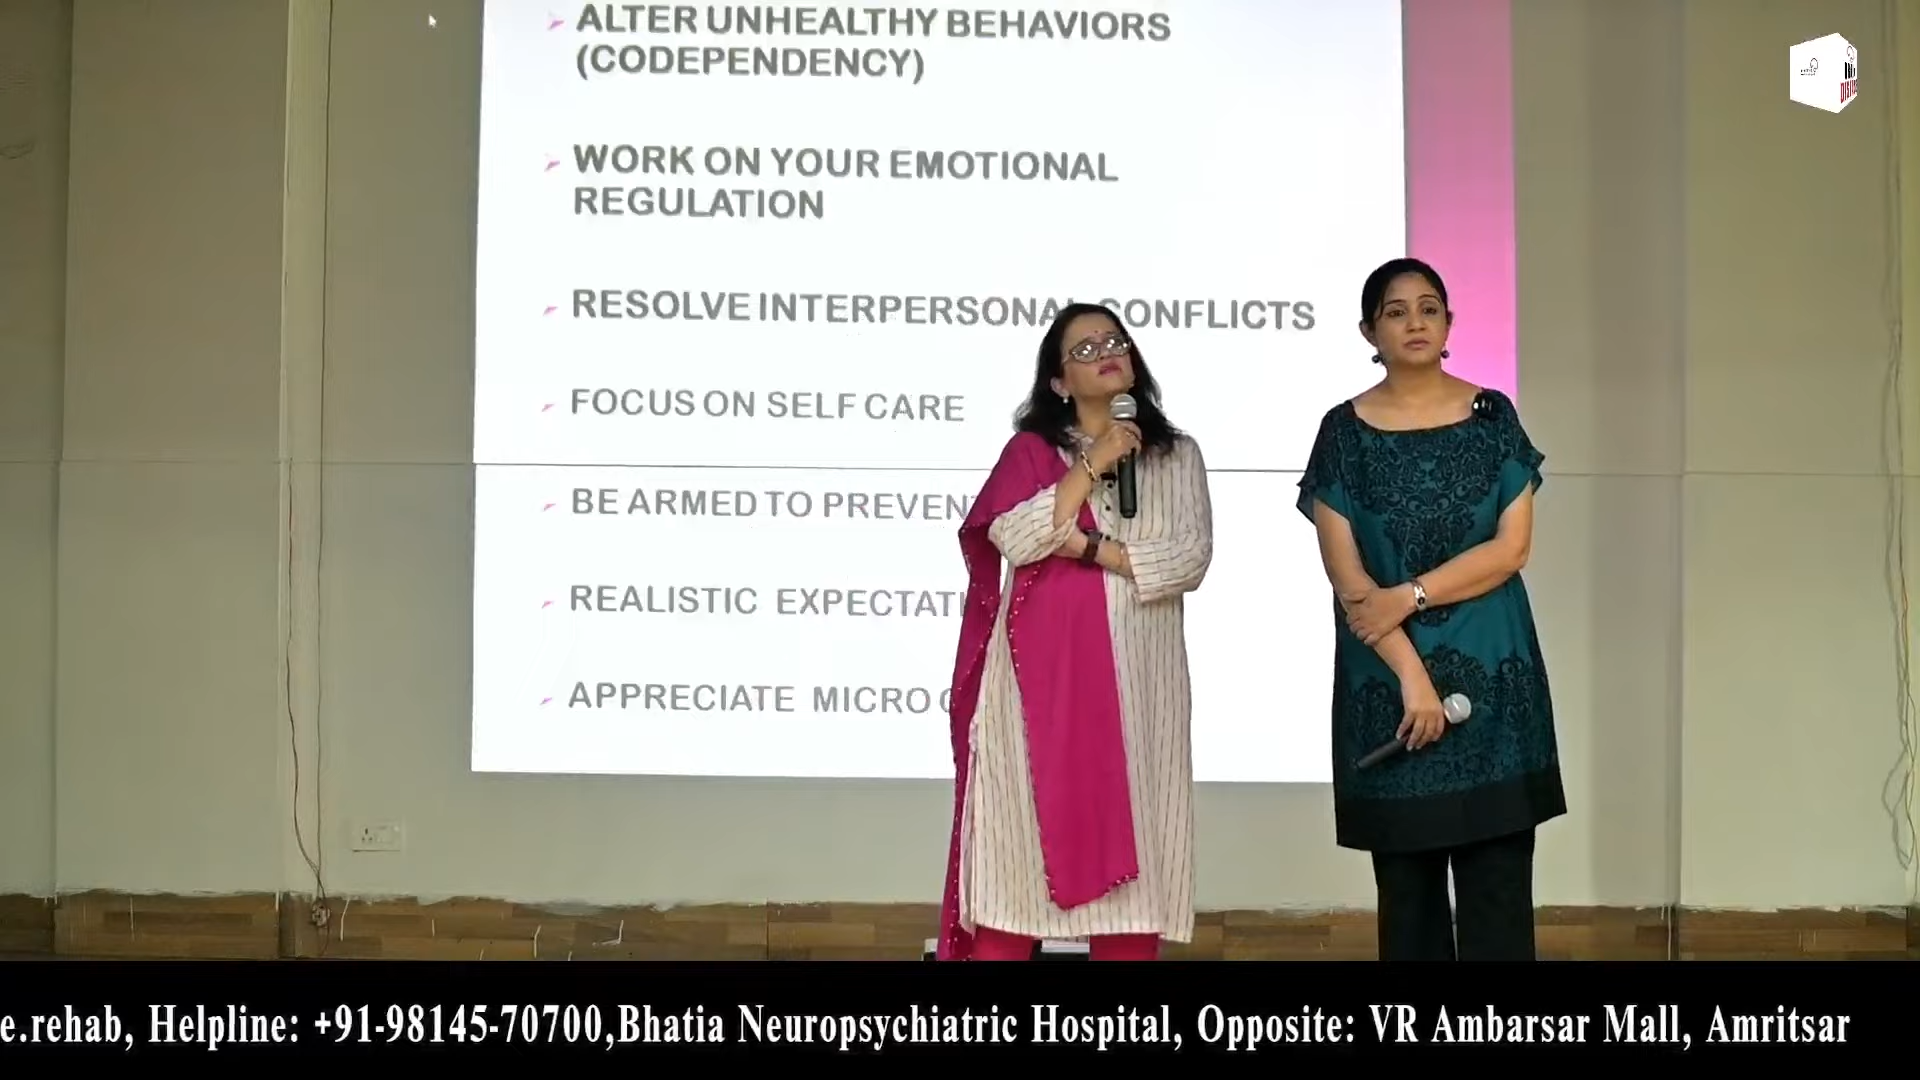 ALTER UNHEALTHY BEHAVIORS
(CODEPENDENCY)
WORK ON YOUR EMOTIONAL
REGULATION
RESOLVE INTERPERSONAL CONFLICTS
FOCUS ON SELF CARE
BE ARMED TO PREVENT
REALISTIC EXPECTATI
APPRECIATE MICRO
e.rehab, Helpline: +91-98145-70700,Bhatia Neuropsychiatric Hospital, Opposite: VR Ambarsar Mall, Amritsar